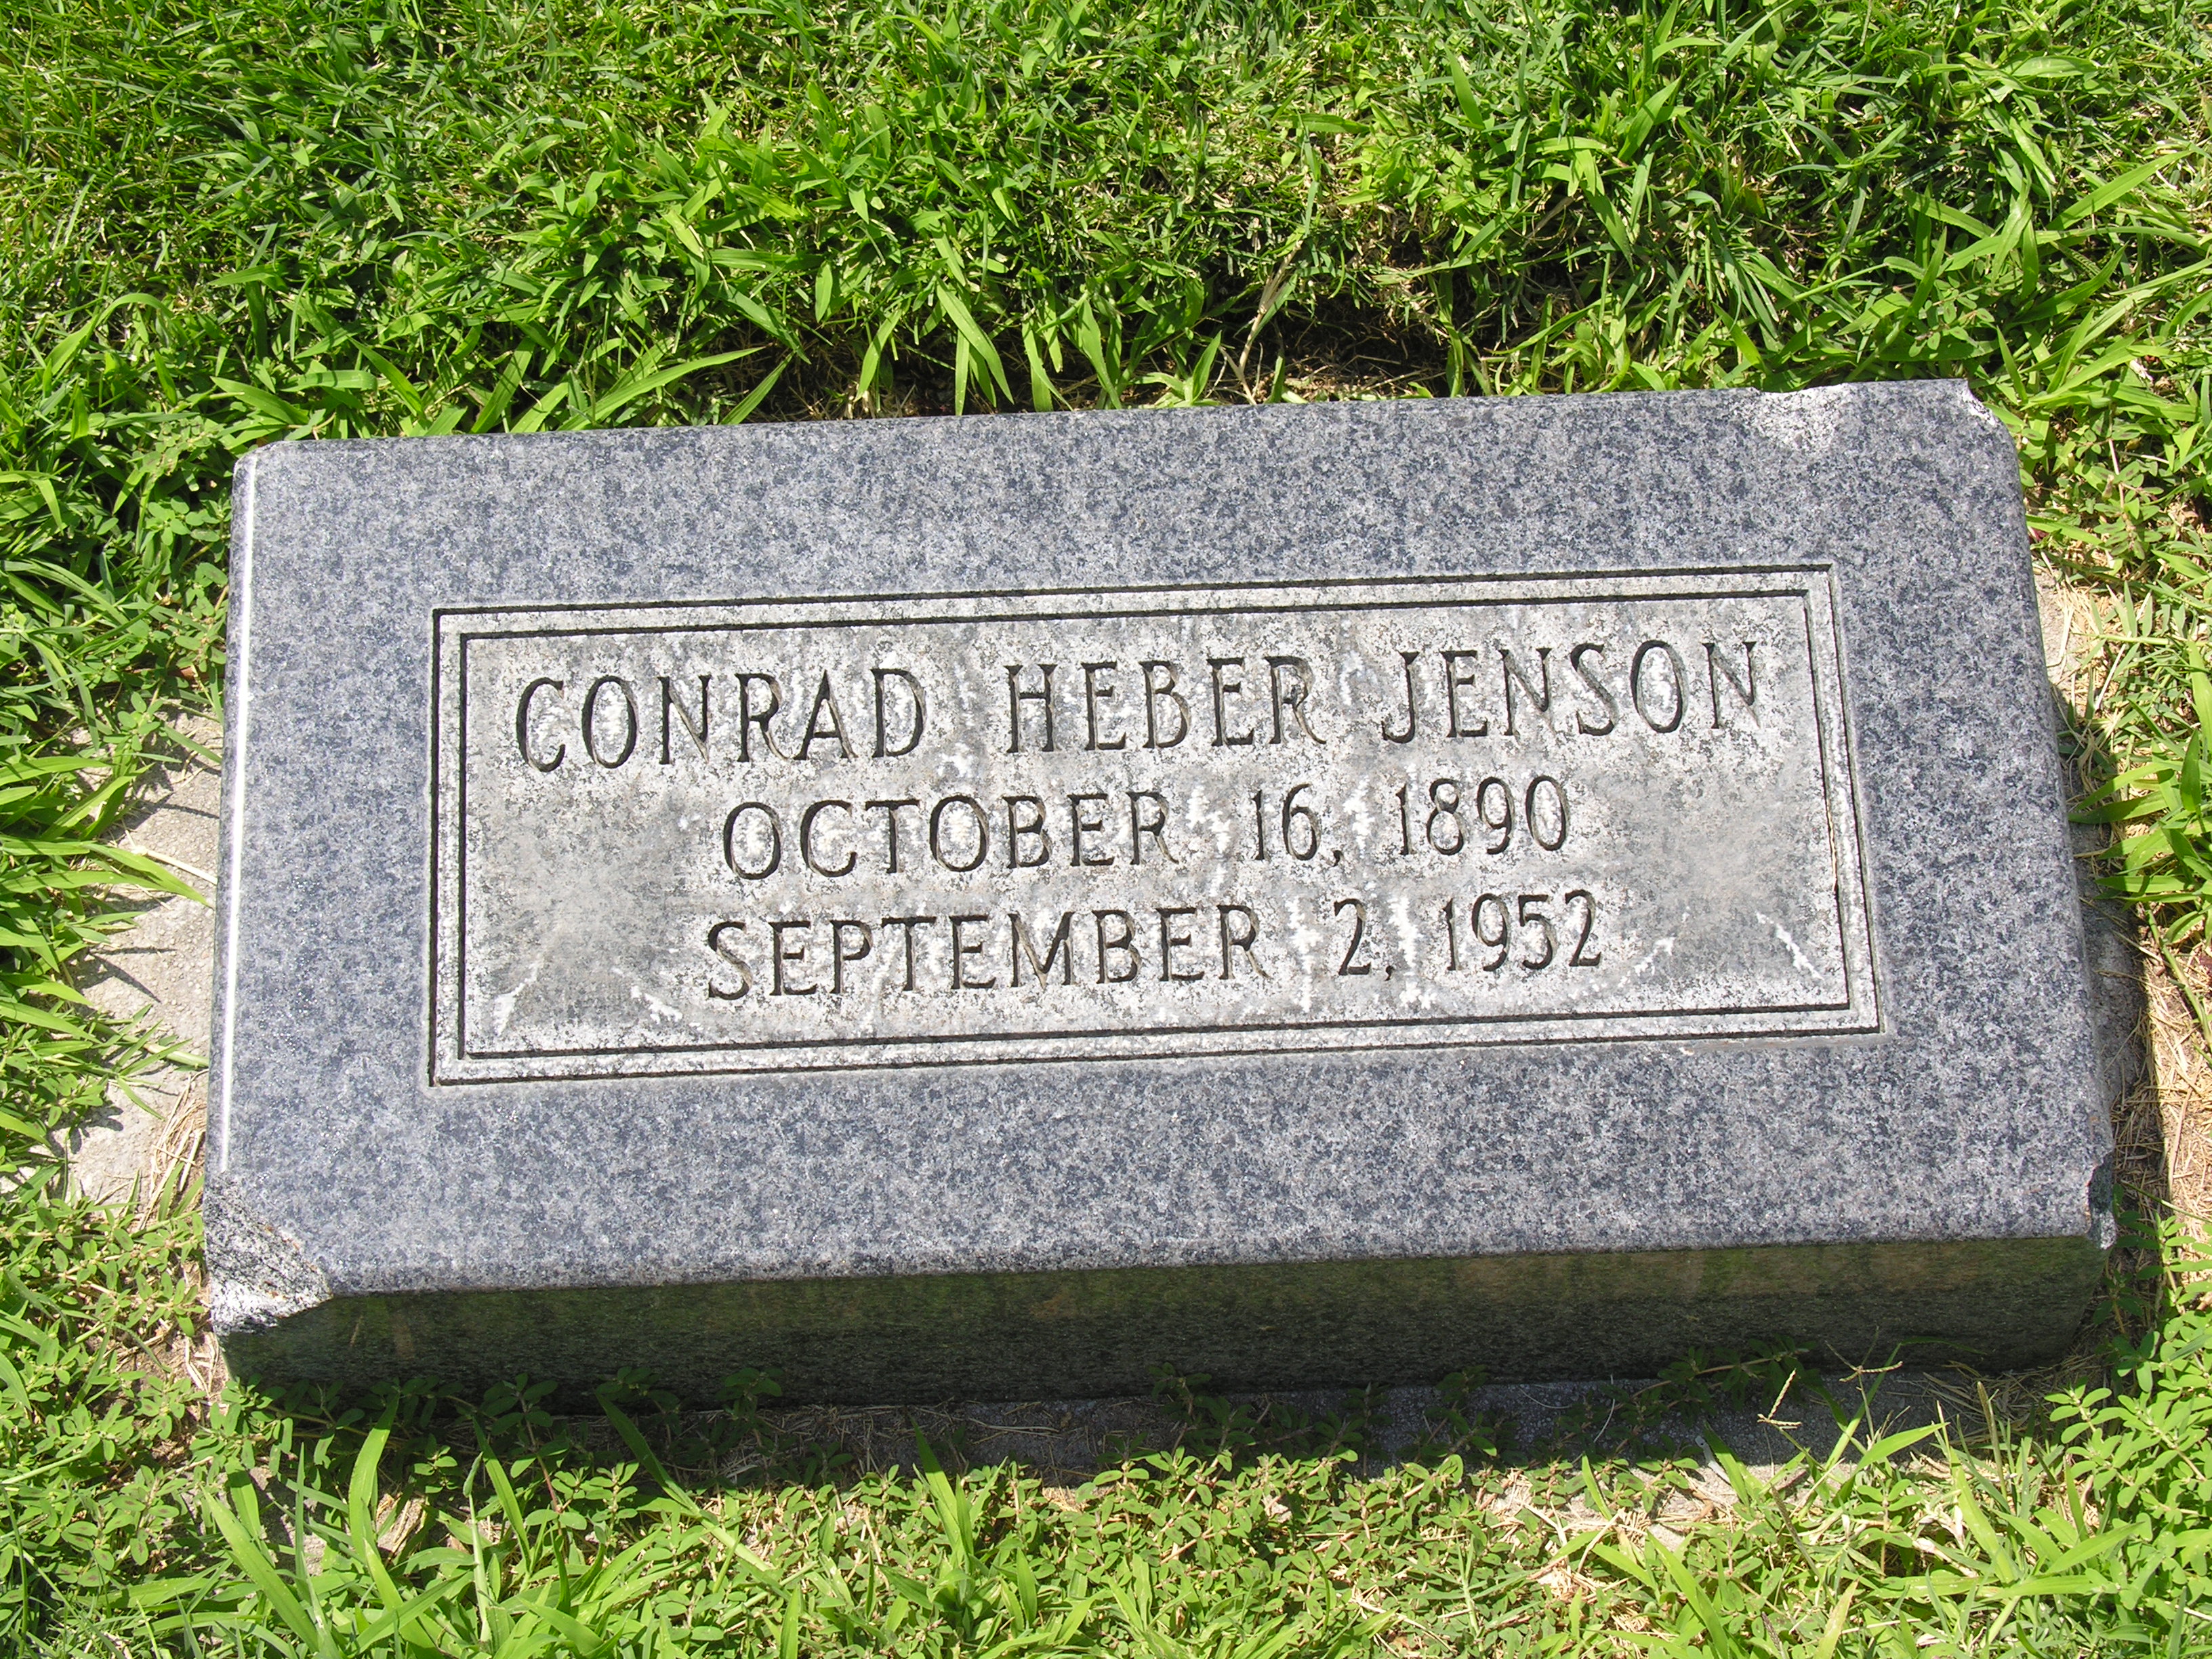 CONRAD HEBER JENSON
OCTOBER 16, 1890
SEPTEMBER 2, 1952